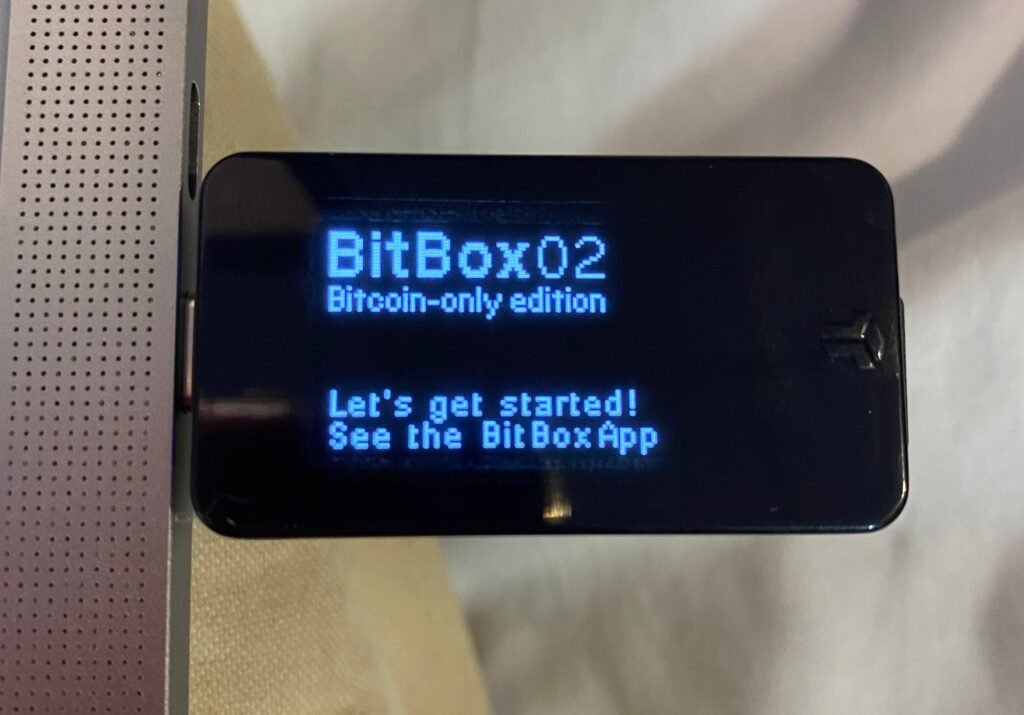 BitBox02
Bitcoin-only edition
Let's get started!
See the BitBoxApp